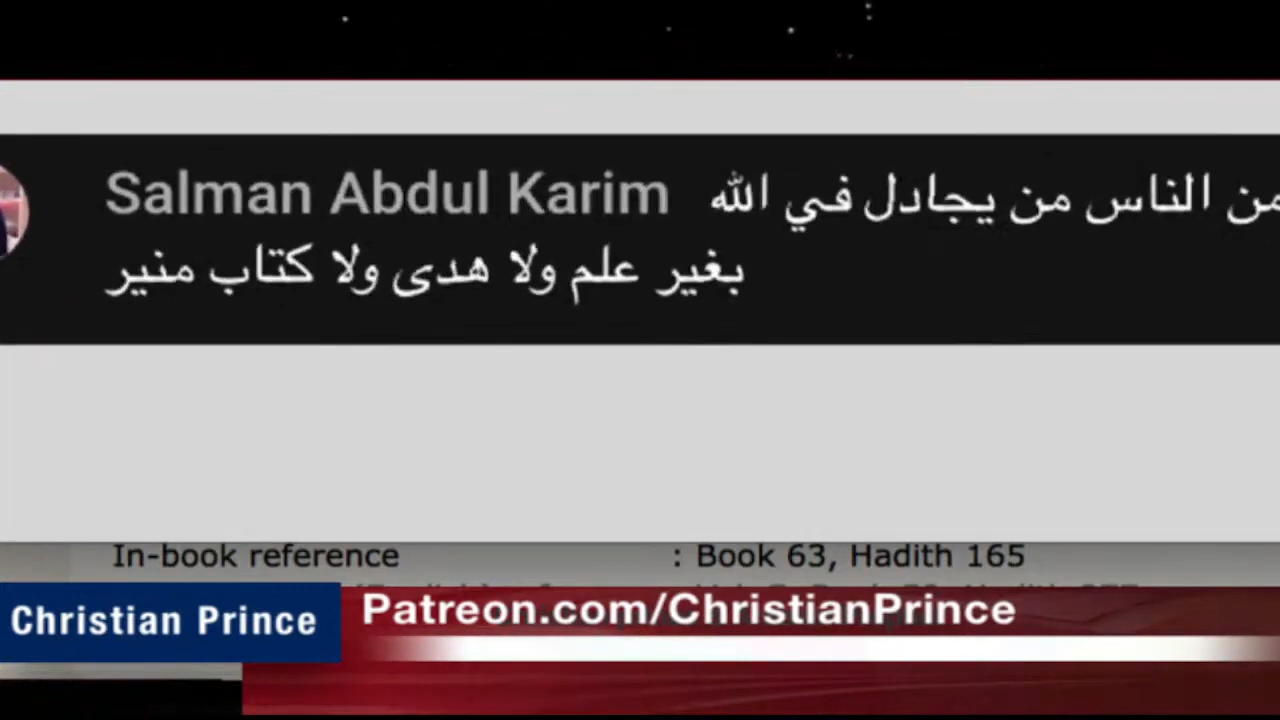 Salman Abdul Karim من الناس من يجادل في الله
بغير علم ولا هدى ولا كتاب منير
In-book reference : Book 63, Hadith 165
Christian Prince
Patreon.com/ChristianPrince